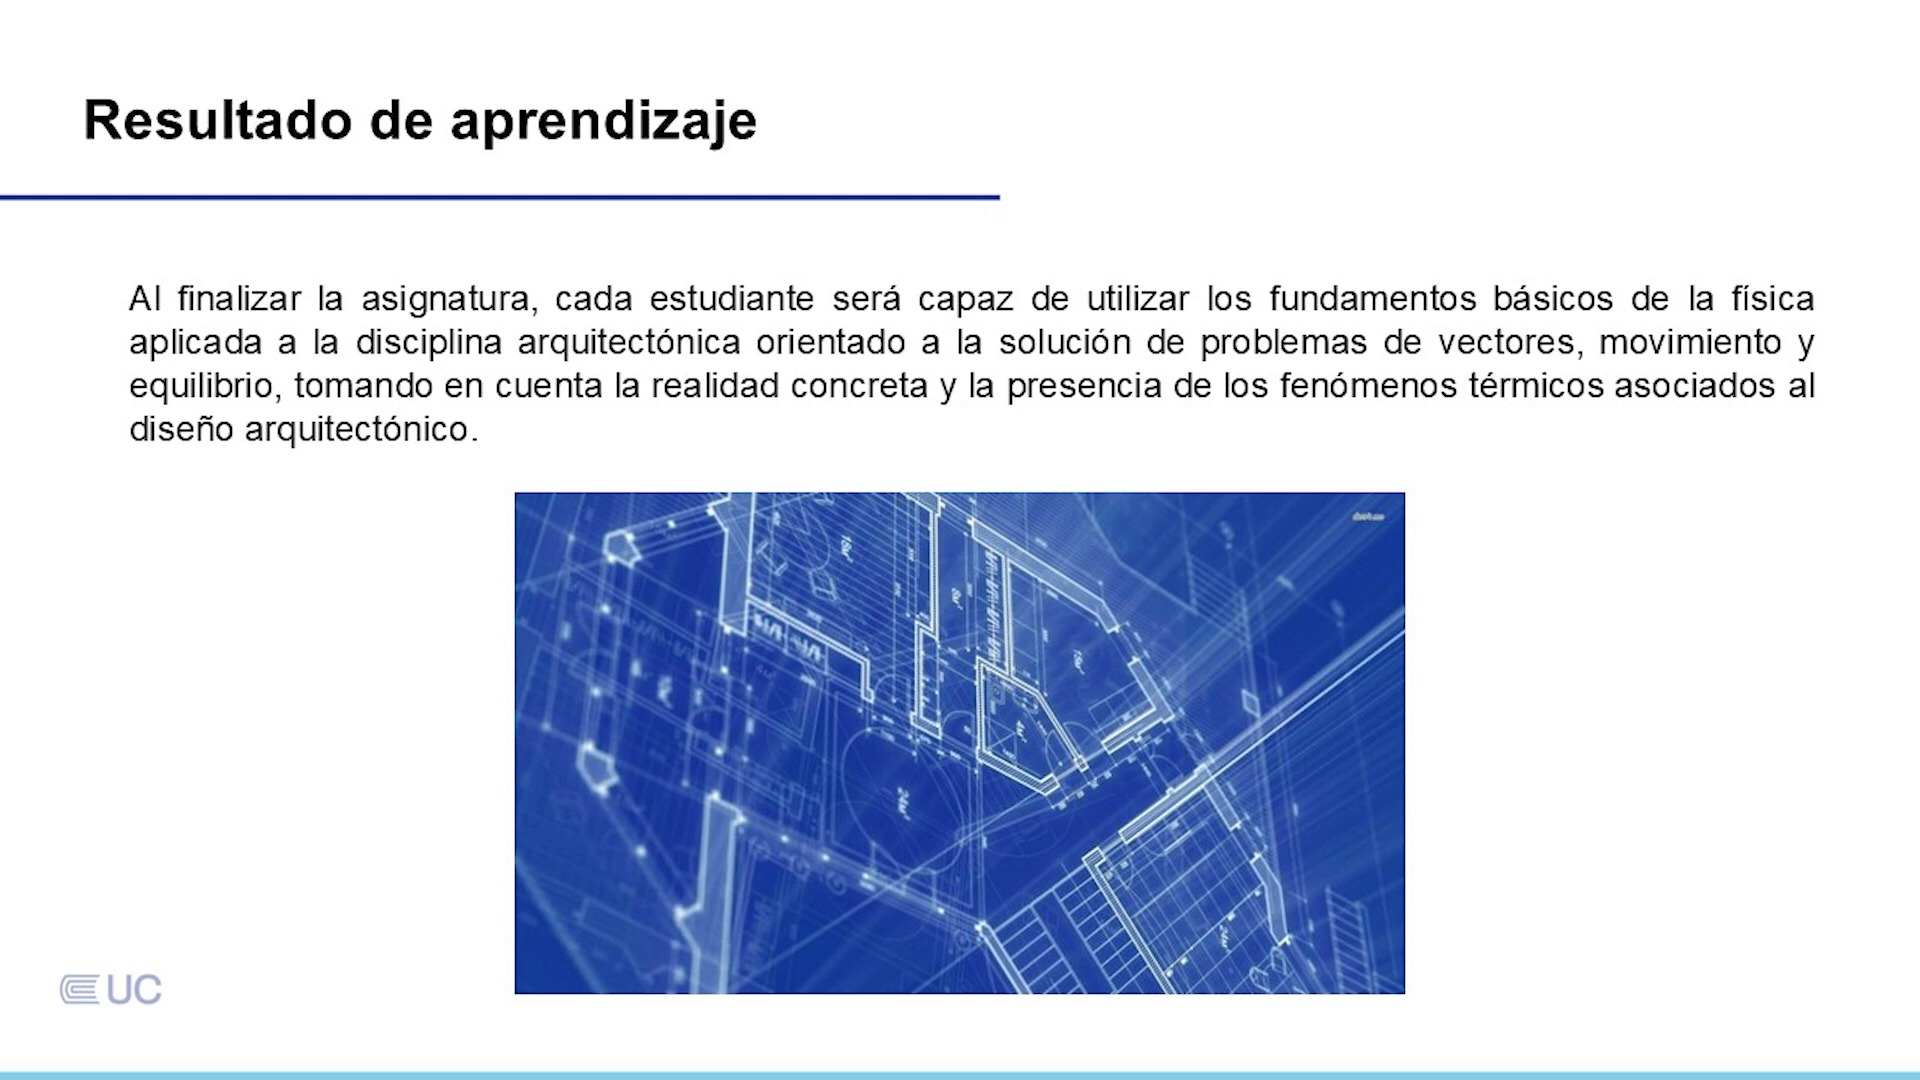 Resultado de aprendizaje
Al finalizar la asignatura, cada estudiante será capaz de utilizar los fundamentos básicos de la física
aplicada a la disciplina arquitectónica orientado a la solución de problemas de vectores, movimiento y
equilibrio, tomando en cuenta la realidad concreta y la presencia de los fenómenos térmicos asociados al
diseño arquitectónico.
UC